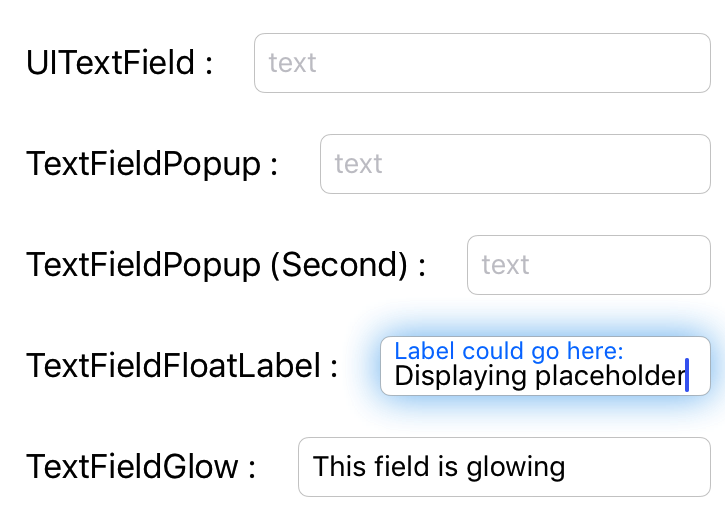 UITextField : text
TextFieldPopup : text
TextFieldPopup (Second) : text
Label could go here:
TextFieldFloatLabel : Displaying placeholder
TextFieldGlow : This field is glowing